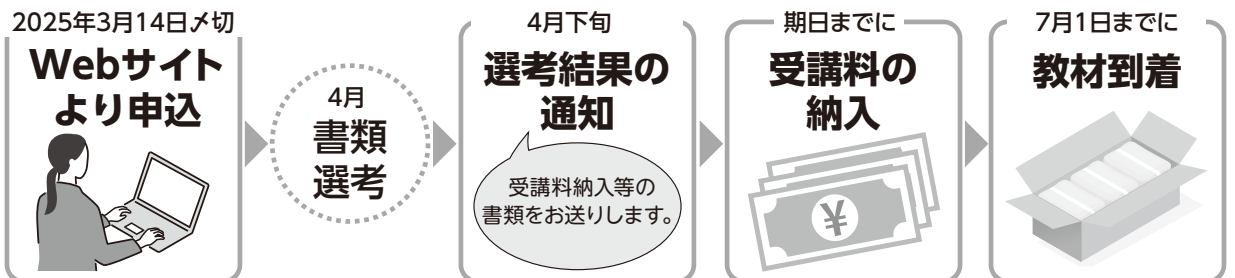 2025年3月14日〆切
Webサイト
より申込
4月
書類
選考
4月下旬
選考結果の
通知
受講料納入等の
書類をお送りします。
期日までに
受講料の
納入
¥
7月1日までに
教材到着